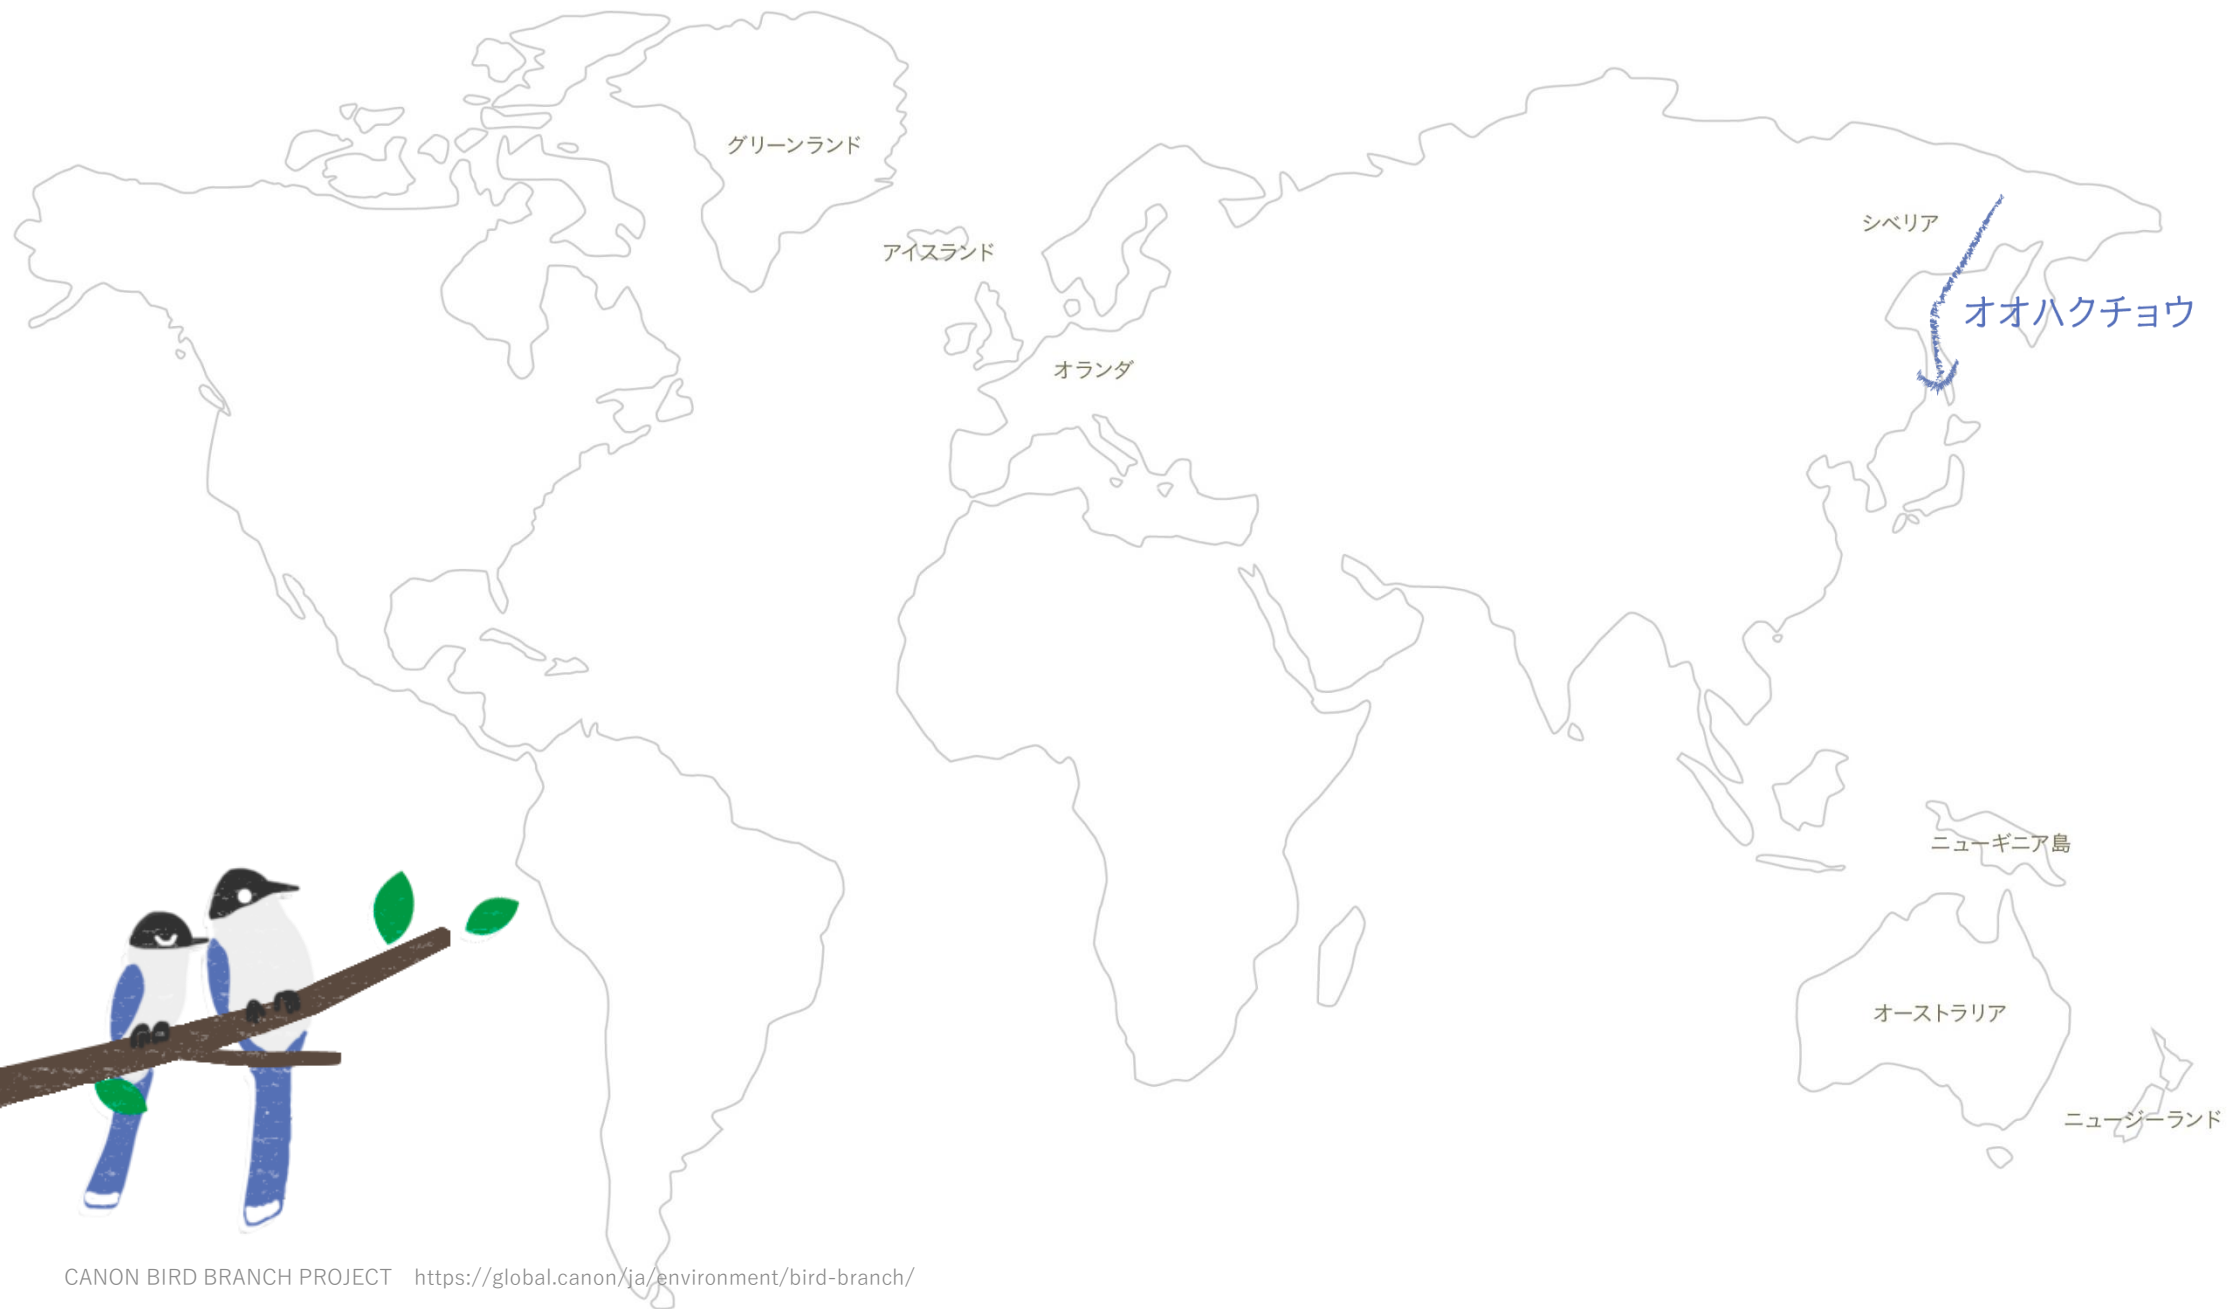 グリーンランド
シベリア
アイスランド
オオハクチョウ
オランダ
ニューギニア島
オーストラリア
ニュージーランド
CANON BIRD BRANCH PROJECT https://global.canon/ja/environment/bird-branch/